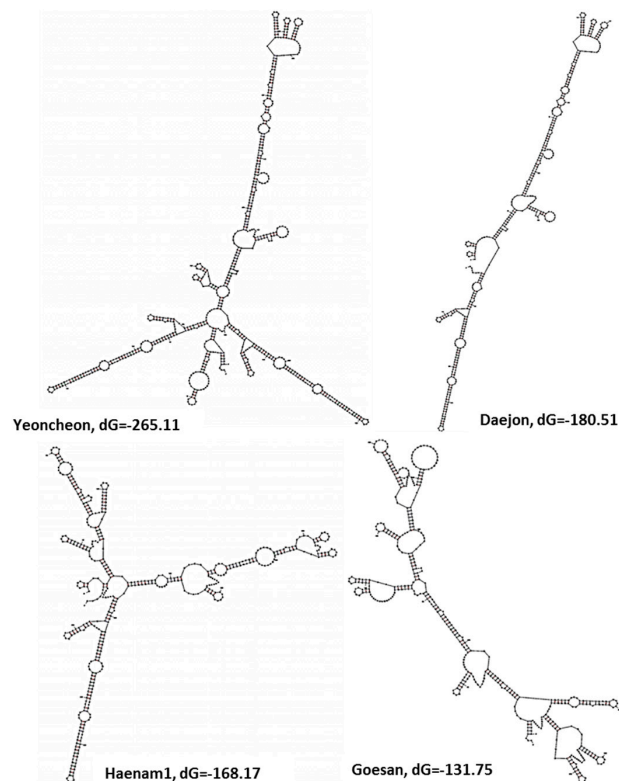 Yeoncheon, dG=-265.11
Daejon, dG=-180.51
Haenam1, dG=-168.17
Goesan, dG=-131.75